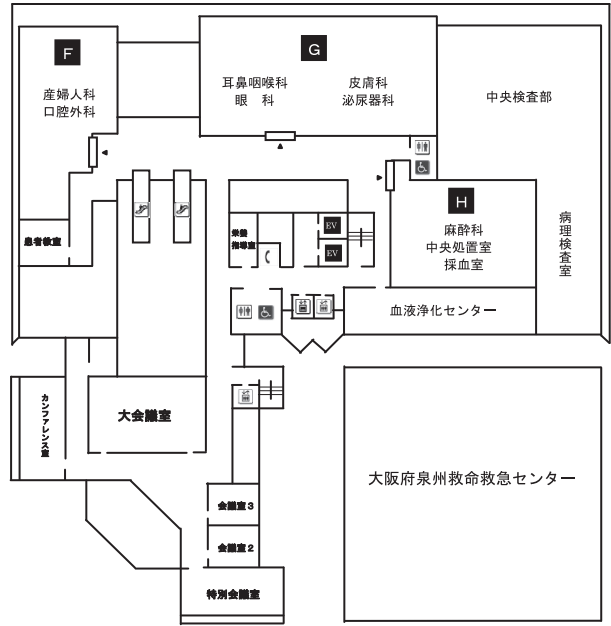 F
産婦人科
口腔外科
G
耳鼻咽喉科
眼　科
皮膚科
泌尿器科
中央検査部
H
麻酔科
中央処置室
採血室
病理検査室
患者教室
栄養
指導室
EV
EV
血液浄化センター
カンファレンス室
大会議室
会議室3
会議室2
特別会議室
大阪府泉州救命救急センター